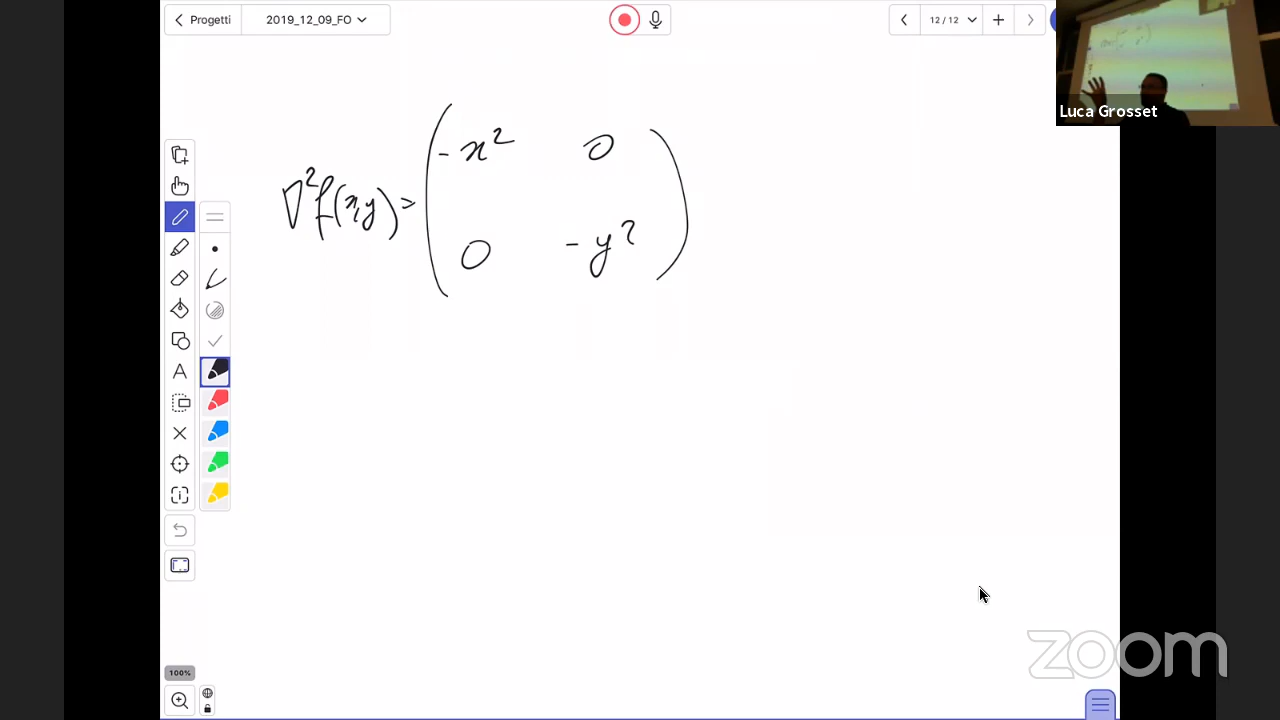 Progetti 2019_12_09_FO 12 / 12
Luca Grosset
∇²f(x,y) = ( -x² 0
0 -y² )
A
100%
zoom